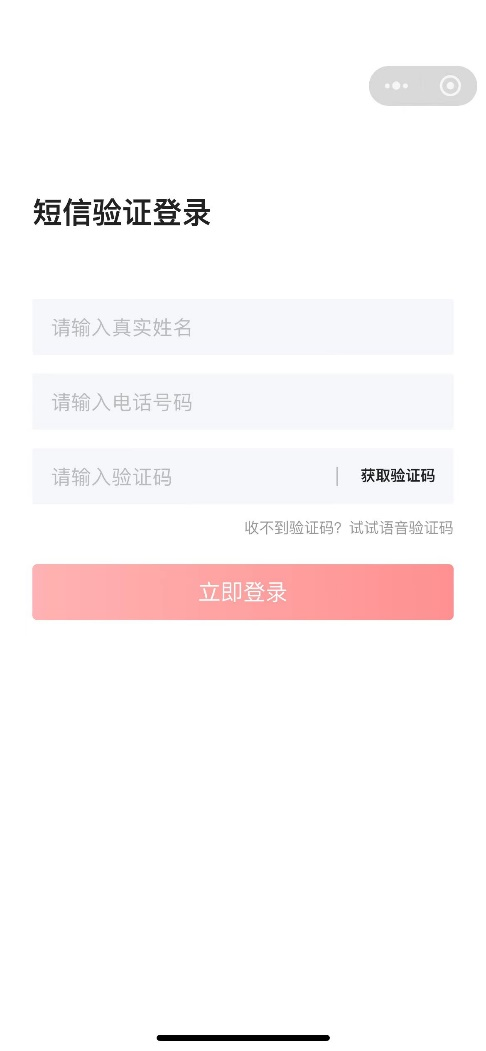 短信验证登录
请输入真实姓名
请输入电话号码
请输入验证码 获取验证码
收不到验证码？试试语音验证码
立即登录